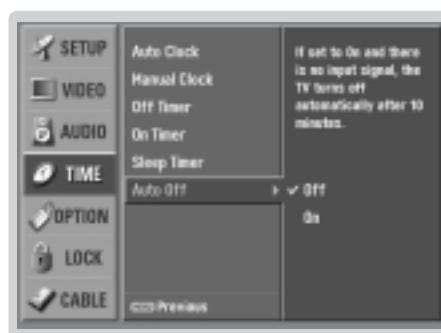 SETUP
VIDEO
AUDIO
TIME
OPTION
LOCK
CABLE
Auto Clock
Manual Clock
Off Timer
On Timer
Sleep Timer
Auto Off
Previous
If set to On and there
is no input signal, the
TV turns off
automatically after 10
minutes.
Off
On